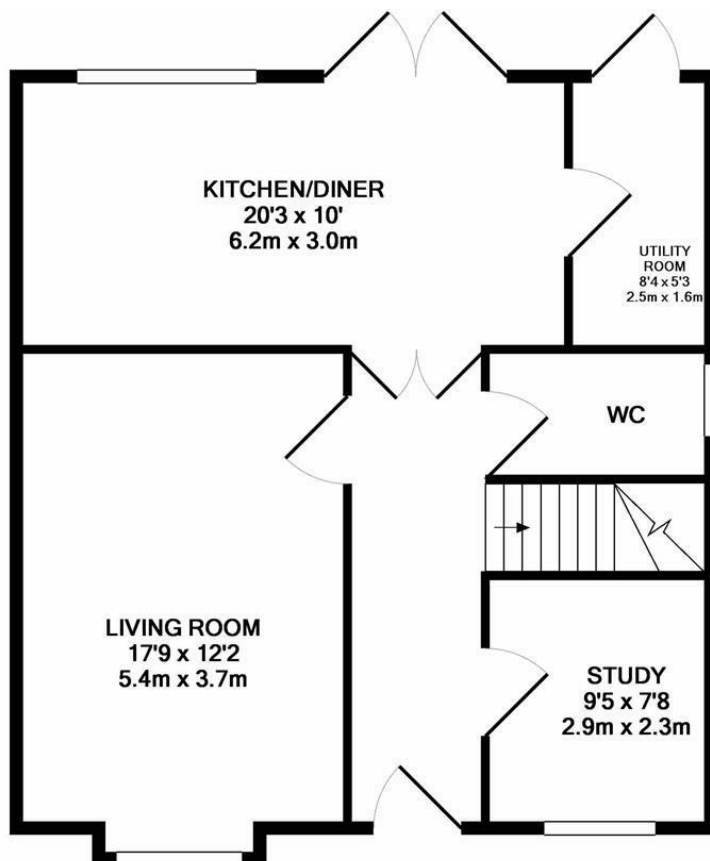 KITCHEN/DINER
20'3 x 10'
6.2m x 3.0m
UTILITY
ROOM
8'4 x 5'3
2.5m x 1.6m
WC
LIVING ROOM
17'9 x 12'2
5.4m x 3.7m
STUDY
9'5 x 7'8
2.9m x 2.3m